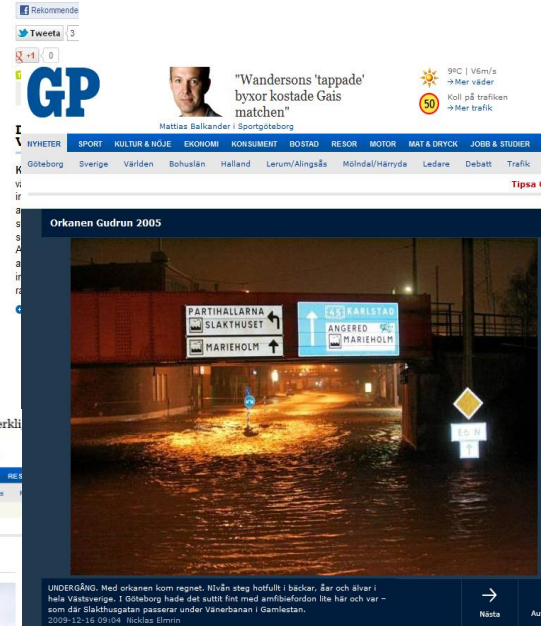 Rekommende
Tweeta 3
+1 0
GP
"Wandersons 'tappade'
byxor kostade Gais
matchen"
Mattias Balkander i Sportgöteborg
9°C | V6m/s
→Mer väder
50
Koll på trafiken
→Mer trafik
NYHETER SPORT KULTUR & NÖJE EKONOMI KONSUMENT BOSTAD RESOR MOTOR MAT & DRYCK JOBB & STUDIER
Göteborg Sverige Världen Bohuslän Halland Lerum/Alingsås Mölndal/Härryda Ledare Debatt Trafik
Tipsa
Orkanen Gudrun 2005
PARTIHALLARNA
SLAKTHUSET
MARIEHOLM
45 KARLSTAD
ANGERED
MARIEHOLM
E6 N
erkli
RES
UNDERGÅNG. Med orkanen kom regnet. NIvån steg hotfullt i bäckar, åar och älvar i
hela Västsverige. I Göteborg hade det suttit fint med amfibiefordon lite här och var –
som där Slakthusgatan passerar under Vänerbanan i Gamlestan.
2009-12-16 09:04 Nicklas Elmrin
→
Nästa
Au